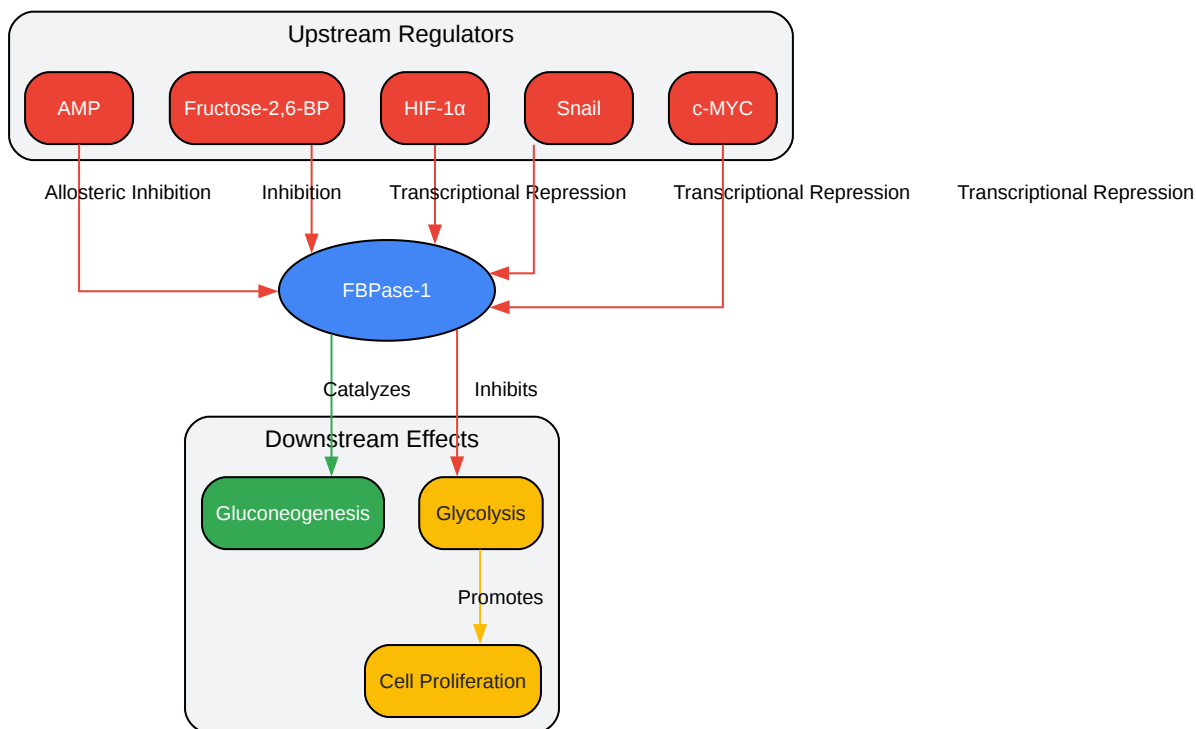 Upstream Regulators
AMP
Fructose-2,6-BP
HIF-1α
Snail
c-MYC
Allosteric Inhibition
Inhibition
Transcriptional Repression
Transcriptional Repression
Transcriptional Repression
FBPase-1
Catalyzes
Inhibits
Downstream Effects
Gluconeogenesis
Glycolysis
Promotes
Cell Proliferation